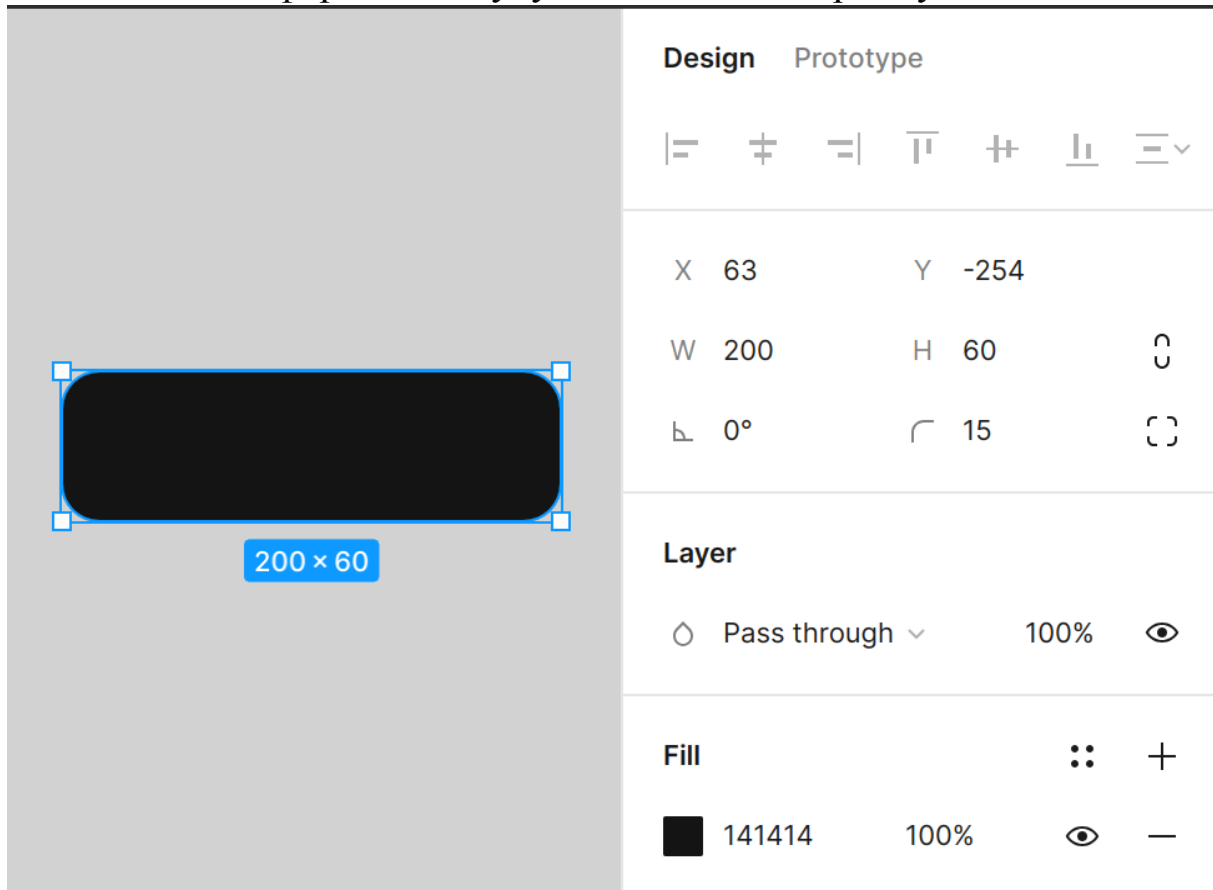 Design Prototype
X 63 Y -254
W 200 H 60
0° 15
200 × 60
Layer
Pass through 100%
Fill
141414 100%